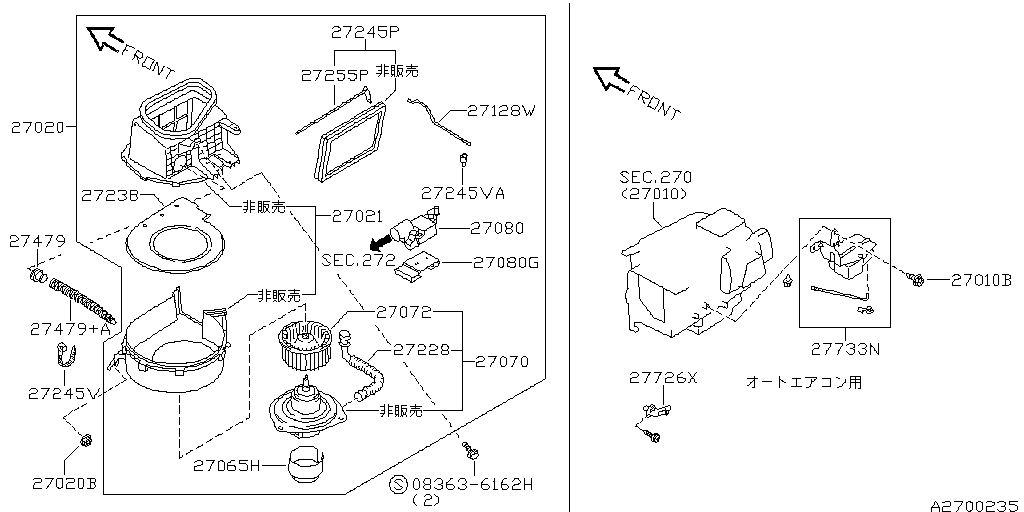 FRONT
27245P
27255P
非販売
27128W
27020
27245VA
27238
非販売
27021
27080
27479
SEC.272
27080G
非販売
27479+A
27072
27228
27070
27245V
非販売
27065H
27020B
S 08363-6162H
(2)
FRONT
SEC.270
(27010)
27010B
27733N
27726X
オートエアコン用
A2700235